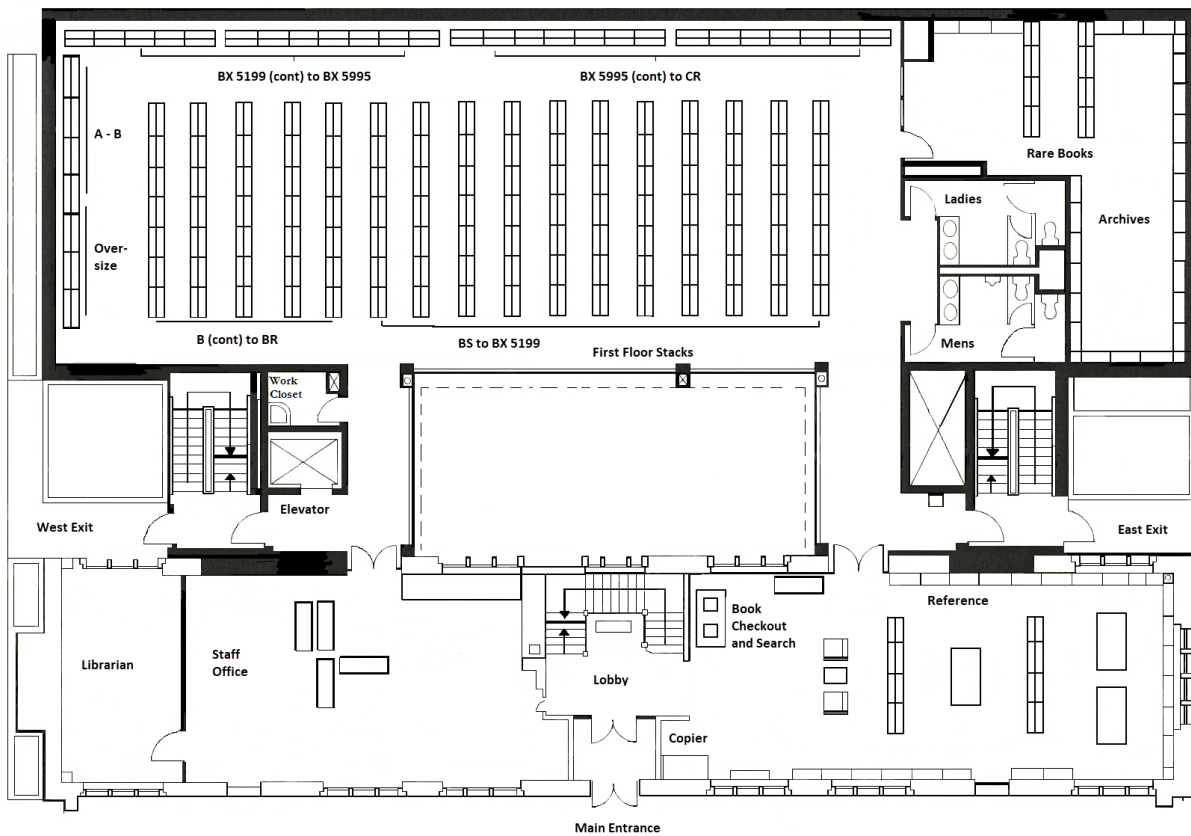 BX 5199 (cont) to BX 5995
BX 5995 (cont) to CR
A - B
Rare Books
Ladies
Archives
Over-
size
B (cont) to BR
BS to BX 5199
Mens
First Floor Stacks
Work
Closet
Elevator
West Exit
East Exit
Reference
Book
Checkout
and Search
Staff
Office
Librarian
Lobby
Copier
Main Entrance